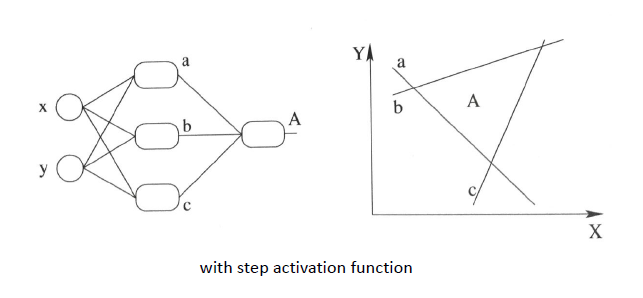 x
y
a
b
c
A
Y
a
b
A
c
X
with step activation function